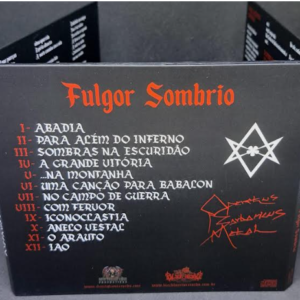 Fulgor Sombrio
I- ABADIA
II- PARA ALÉM DO INFERNO
III- SOMBRAS NA ESCURIDÃO
IV- A GRANDE VITÓRIA
V- ..NA MONTANHA
VI- UMA CANÇÃO PARA BABALON
VII- NO CAMPO DE GUERRA
VIII- COM FERVOR
IX- ICONOCLASTIA
X- ANELO VESTAL
XI- O ARAUTO
XII- IAO
Metal